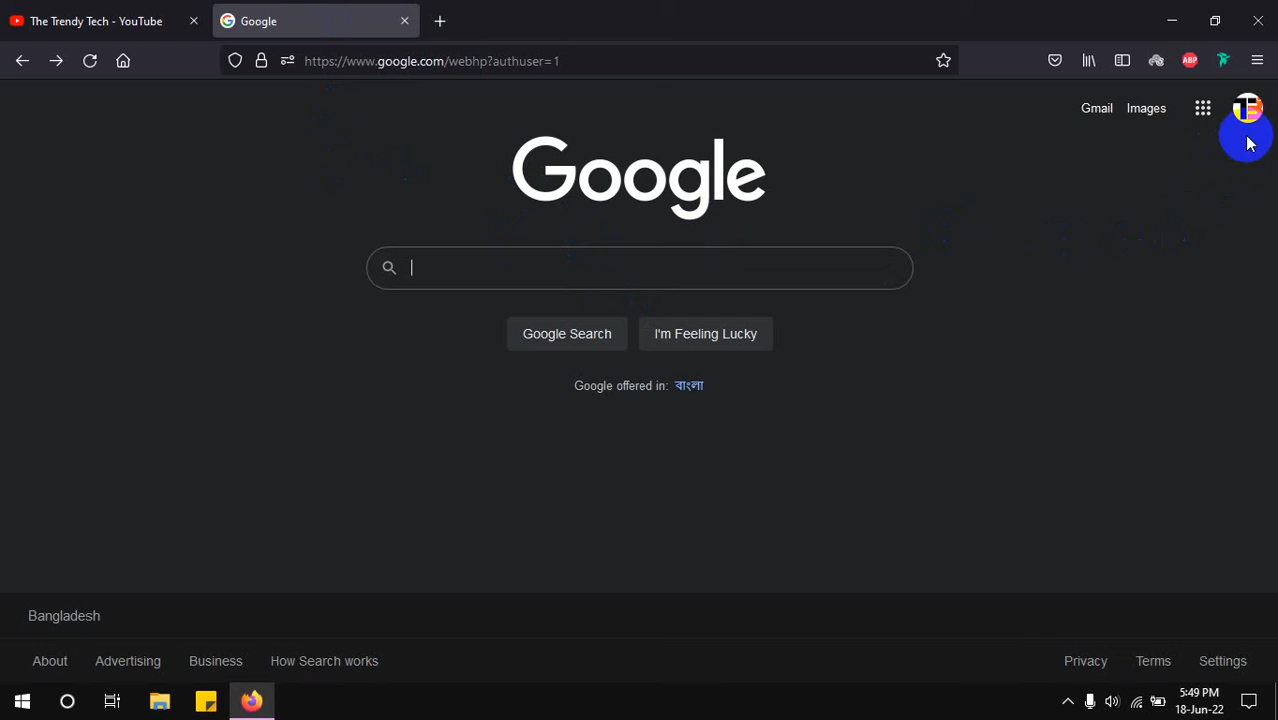 The Trendy Tech - YouTube
Google
https://www.google.com/webhp?authuser=1
ABP
Gmail Images
Google
Google Search I'm Feeling Lucky
Google offered in: বাংলা
Bangladesh
About Advertising Business How Search works Privacy Terms Settings
5:49 PM
18-Jun-22